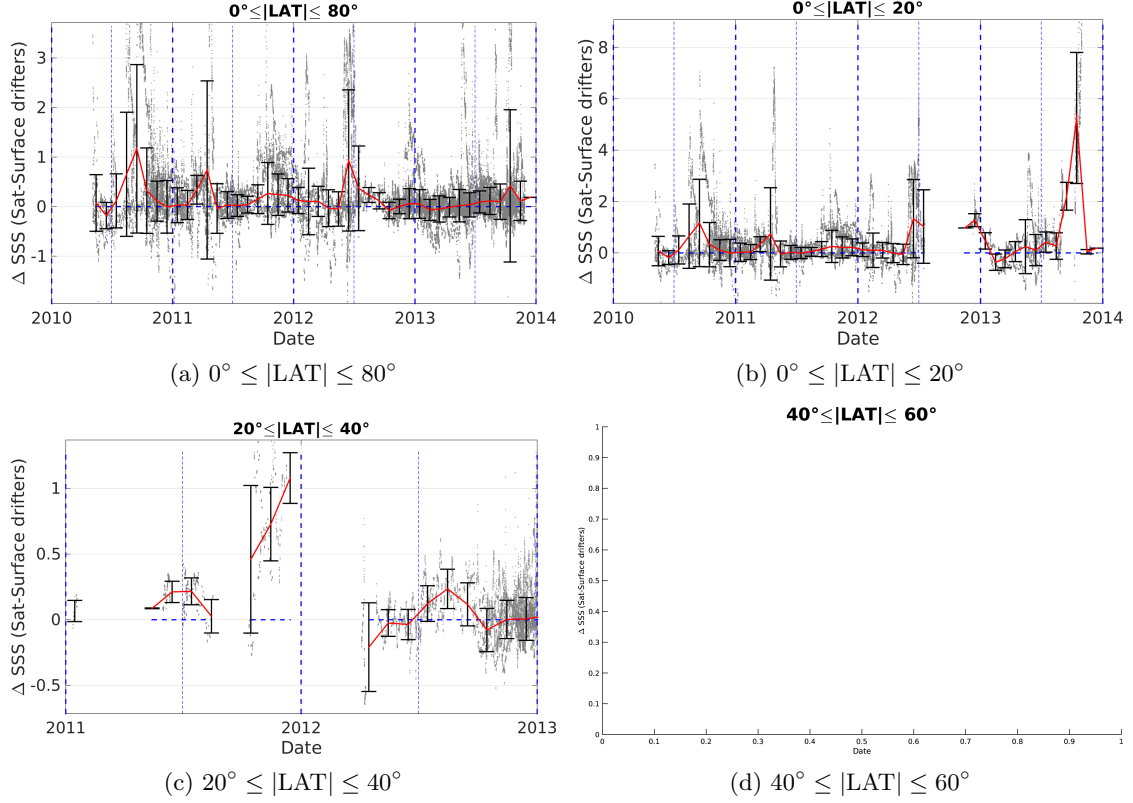 0°≤|LAT|≤ 80°
Δ SSS (Sat-Surface drifters)
3
2
1
0
-1
2010 2011 2012 2013 2014
Date
(a) 0° ≤ |LAT| ≤ 80°
0°≤|LAT|≤ 20°
Δ SSS (Sat-Surface drifters)
8
6
4
2
0
2010 2011 2012 2013 2014
Date
(b) 0° ≤ |LAT| ≤ 20°
20°≤|LAT|≤ 40°
Δ SSS (Sat-Surface drifters)
1
0.5
0
-0.5
2011 2012 2013
Date
(c) 20° ≤ |LAT| ≤ 40°
40°≤|LAT|≤ 60°
Δ SSS (Sat-Surface drifters)
1
0.9
0.8
0.7
0.6
0.5
0.4
0.3
0.2
0.1
0
0 0.1 0.2 0.3 0.4 0.5 0.6 0.7 0.8 0.9 1
Date
(d) 40° ≤ |LAT| ≤ 60°